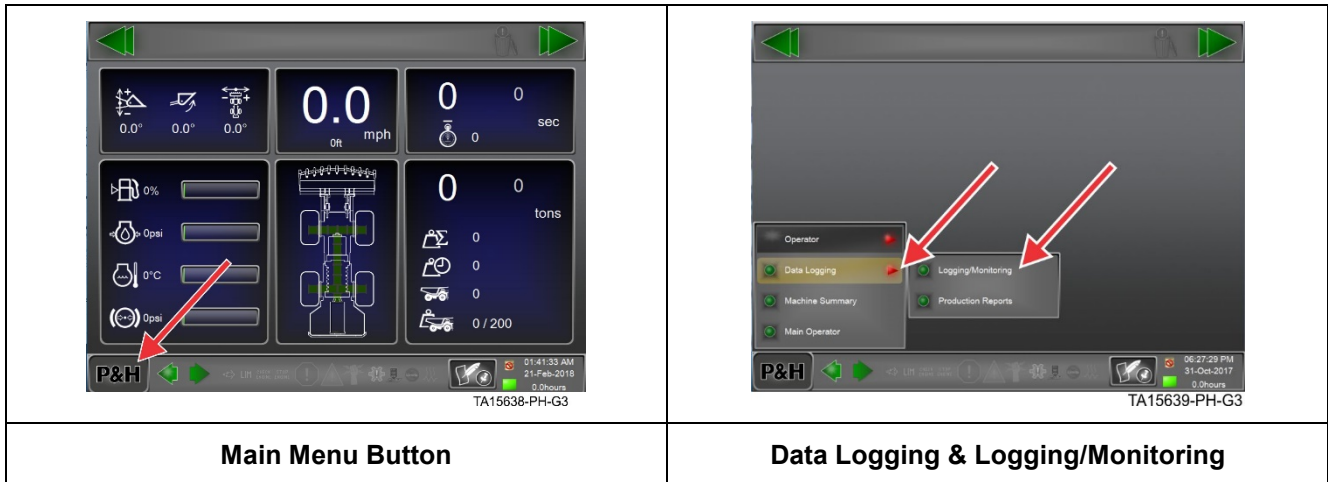 0.0° 0.0° 0.0°
0.0
mph
0ft
0 0
sec
0
0%
0psi
0°C
0psi
0 0
tons
0
0
0
0 / 200
P&H
LIM
01:41:33 AM
21-Feb-2018
0.0hours
TA15638-PH-G3
Main Menu Button
Operator
Data Logging
Machine Summary
Main Operator
Logging/Monitoring
Production Reports
P&H
LIM
06:27:29 PM
31-Oct-2017
0.0hours
TA15639-PH-G3
Data Logging & Logging/Monitoring